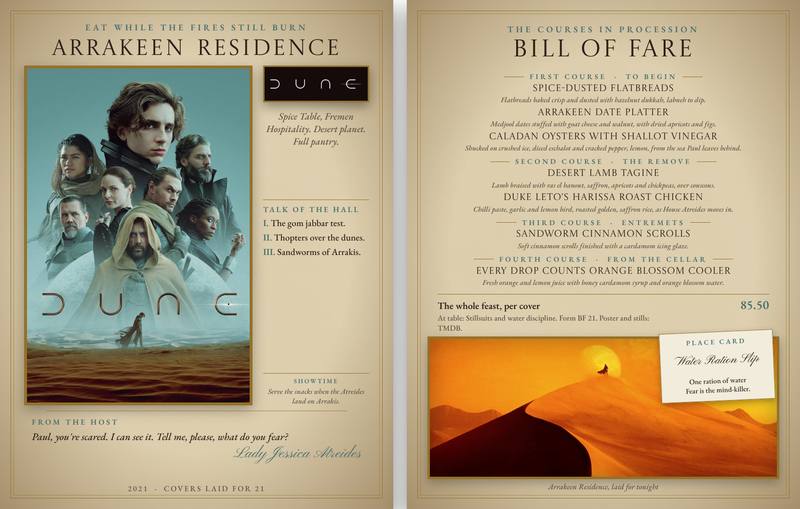 EAT WHILE THE FIRES STILL BURN
ARRAKEEN RESIDENCE
DUNE
Spice Table, Fremen
Hospitality. Desert planet.
Full pantry.
TALK OF THE HALL
I. The gom jabbar test.
II. Thopters over the dunes.
III. Sandworms of Arrakis.
DUNE
SHOWTIME
Serve the snacks when the Atreides
land on Arrakis.
FROM THE HOST
Paul, you're scared. I can see it. Tell me, please, what do you fear?
Lady Jessica Atreides
2021 - COVERS LAID FOR 21
THE COURSES IN PROCESSION
BILL OF FARE
FIRST COURSE · TO BEGIN
SPICE-DUSTED FLATBREADS
Flatbreads baked crisp and dusted with hazelnut dukkah, labneh to dip.
ARRAKEEN DATE PLATTER
Medjool dates stuffed with goat cheese and walnut, with dried apricots and figs.
CALADAN OYSTERS WITH SHALLOT VINEGAR
Shucked on crushed ice, diced eschalot and cracked pepper, lemon, from the sea Paul leaves behind.
SECOND COURSE · THE REMOVE
DESERT LAMB TAGINE
Lamb braised with ras el hanout, saffron, apricots and chickpeas, over couscous.
DUKE LETO'S HARISSA ROAST CHICKEN
Chilli paste, garlic and lemon bird, roasted golden, saffron rice, as House Atreides moves in.
THIRD COURSE · ENTREMETS
SANDWORM CINNAMON SCROLLS
Soft cinnamon scrolls finished with a cardamom icing glaze.
FOURTH COURSE · FROM THE CELLAR
EVERY DROP COUNTS ORANGE BLOSSOM COOLER
Fresh orange and lemon juice with honey cardamom syrup and orange blossom water.
The whole feast, per cover 85.50
At table: Stillsuits and water discipline. Form BF 21. Poster and stills:
TMDB.
PLACE CARD
Water Ration Slip
One ration of water
Fear is the mind-killer.
Arrakeen Residence, laid for tonight